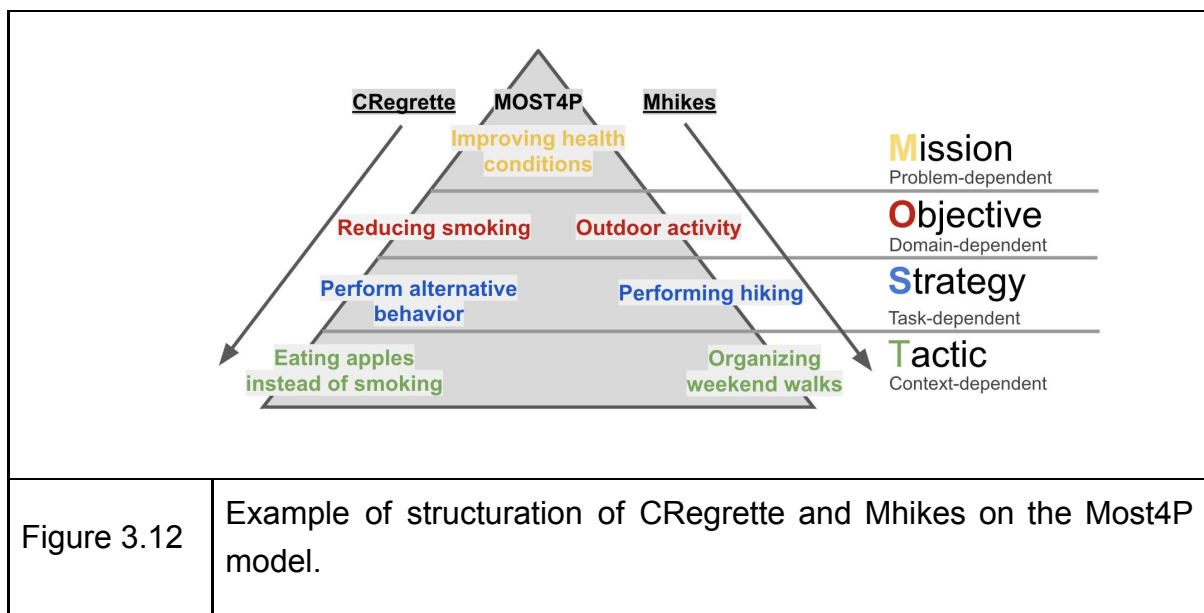 CRegrette MOST4P Mhikes
Improving health
conditions
Mission
Problem-dependent
Reducing smoking Outdoor activity
Objective
Domain-dependent
Perform alternative
behavior
Performing hiking
Strategy
Task-dependent
Eating apples
instead of smoking
Organizing
weekend walks
Tactic
Context-dependent
Figure 3.12
Example of structuration of CRegrette and Mhikes on the Most4P
model.